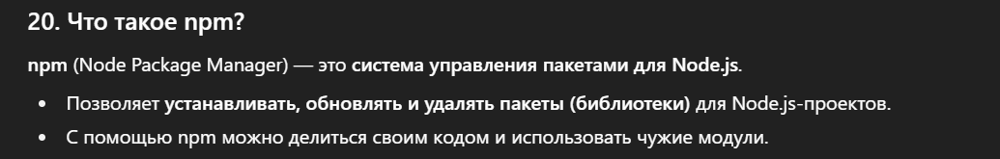 20. Что такое npm?
npm (Node Package Manager) — это система управления пакетами для Node.js.
• Позволяет устанавливать, обновлять и удалять пакеты (библиотеки) для Node.js-проектов.
• С помощью npm можно делиться своим кодом и использовать чужие модули.